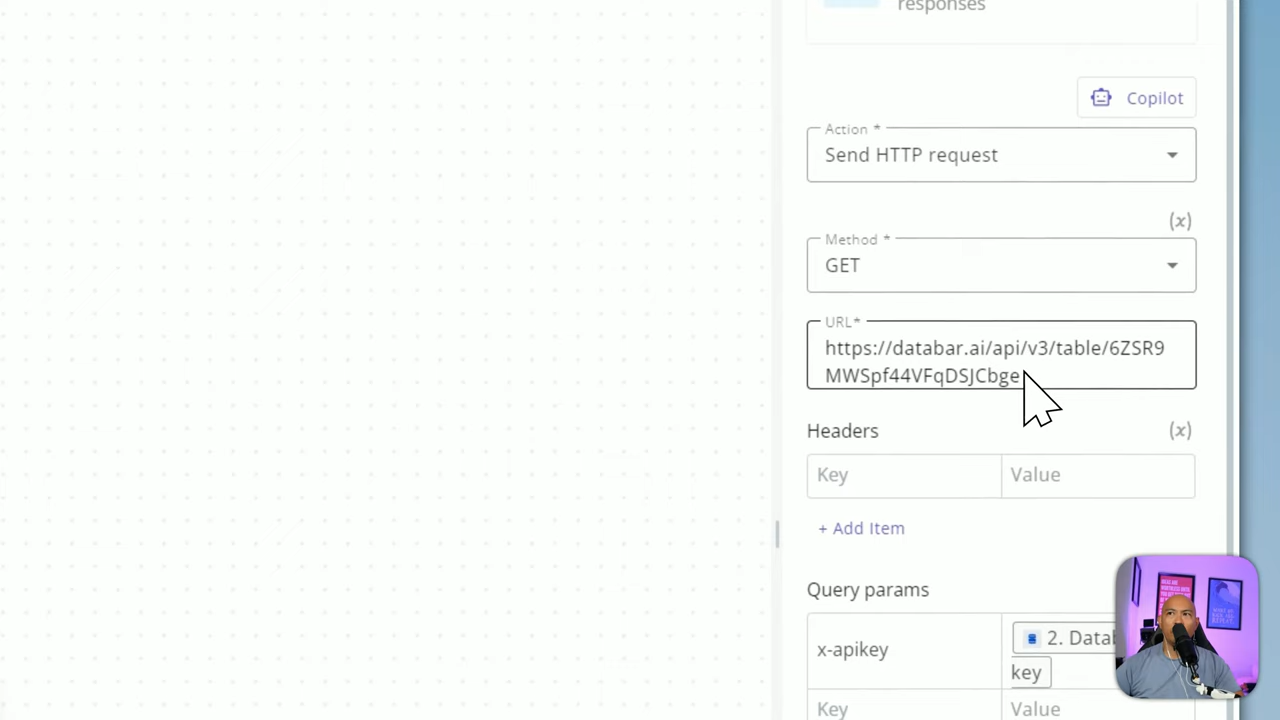 responses
Copilot
Action *
Send HTTP request
(x)
Method *
GET
URL*
https://databar.ai/api/v3/table/6ZSR9
MWSpf44VFqDSJCbge
Headers
(x)
Key Value
+ Add Item
Query params
x-apikey
2. Datab
key
Key Value